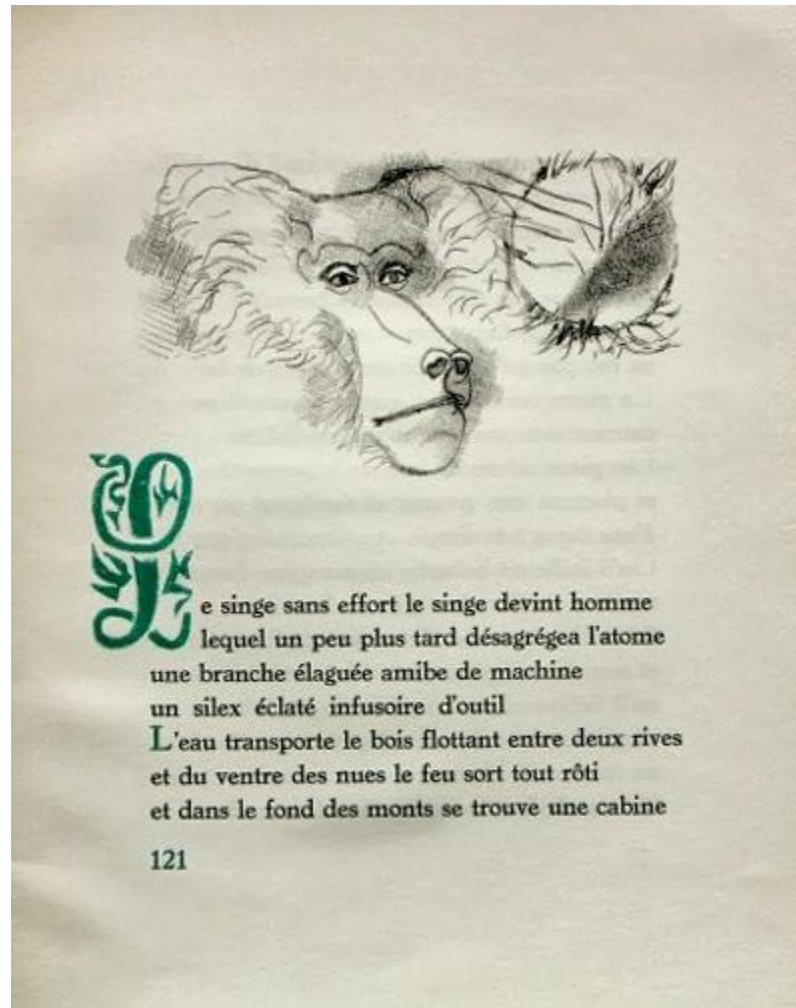 Le singe sans effort le singe devint homme
lequel un peu plus tard désagrégea l'atome
une branche élaguée amibe de machine
un silex éclaté infusoire d'outil
L'eau transporte le bois flottant entre deux rives
et du ventre des nues le feu sort tout rôti
et dans le fond des monts se trouve une cabine
121